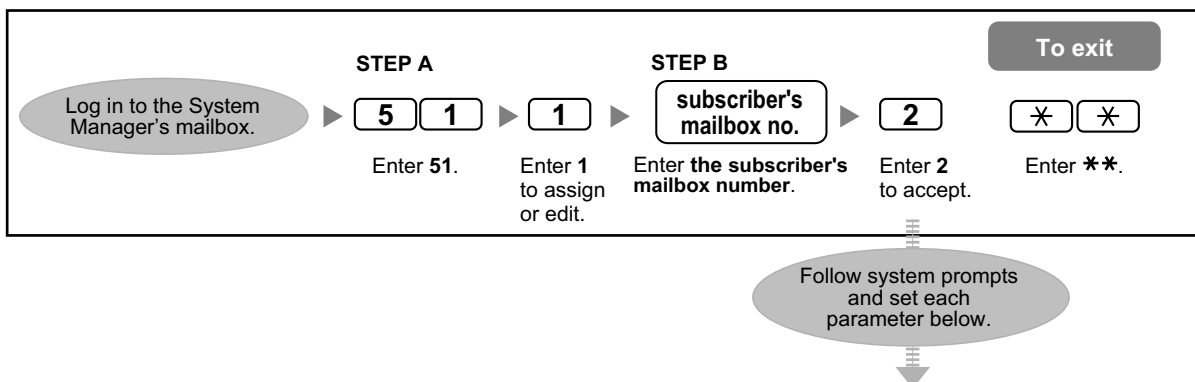 To exit
STEP A
STEP B
Log in to the System
Manager's mailbox.
5 1
1
subscriber's
mailbox no.
2
* *
Enter 51.
Enter 1
to assign
or edit.
Enter the subscriber's
mailbox number.
Enter 2
to accept.
Enter **.
Follow system prompts
and set each
parameter below.